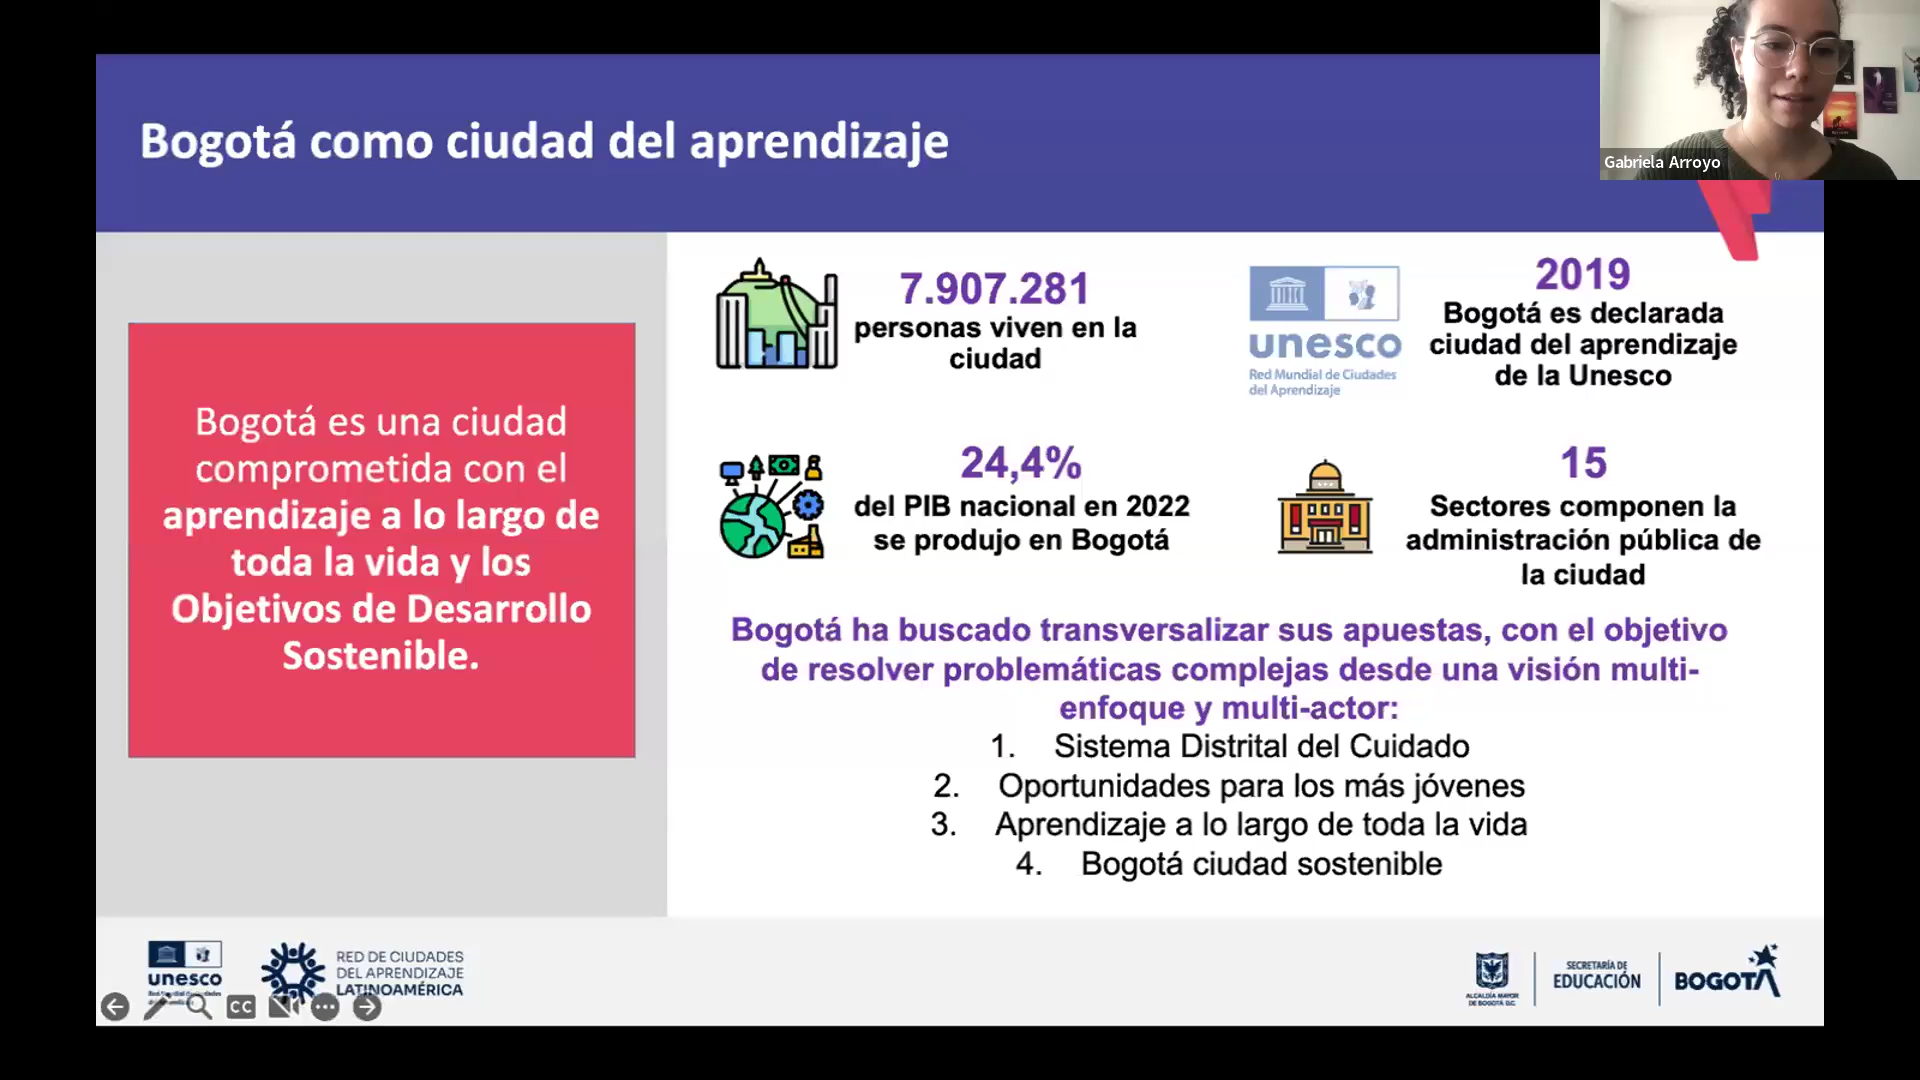 Bogotá como ciudad del aprendizaje
Gabriela Arroyo
Bogotá es una ciudad
comprometida con el
aprendizaje a lo largo de
toda la vida y los
Objetivos de Desarrollo
Sostenible.
7.907.281
personas viven en la
ciudad
unesco
Red Mundial de Ciudades
del Aprendizaje
2019
Bogotá es declarada
ciudad del aprendizaje
de la Unesco
24,4%
del PIB nacional en 2022
se produjo en Bogotá
15
Sectores componen la
administración pública de
la ciudad
Bogotá ha buscado transversalizar sus apuestas, con el objetivo
de resolver problemáticas complejas desde una visión multi-
enfoque y multi-actor:
1. Sistema Distrital del Cuidado
2. Oportunidades para los más jóvenes
3. Aprendizaje a lo largo de toda la vida
4. Bogotá ciudad sostenible
unesco
RED DE CIUDADES
DEL APRENDIZAJE
LATINOAMÉRICA
CC
ALCALDÍA MAYOR
DE BOGOTÁ D.C.
SECRETARÍA DE
EDUCACIÓN
BOGOTÁ